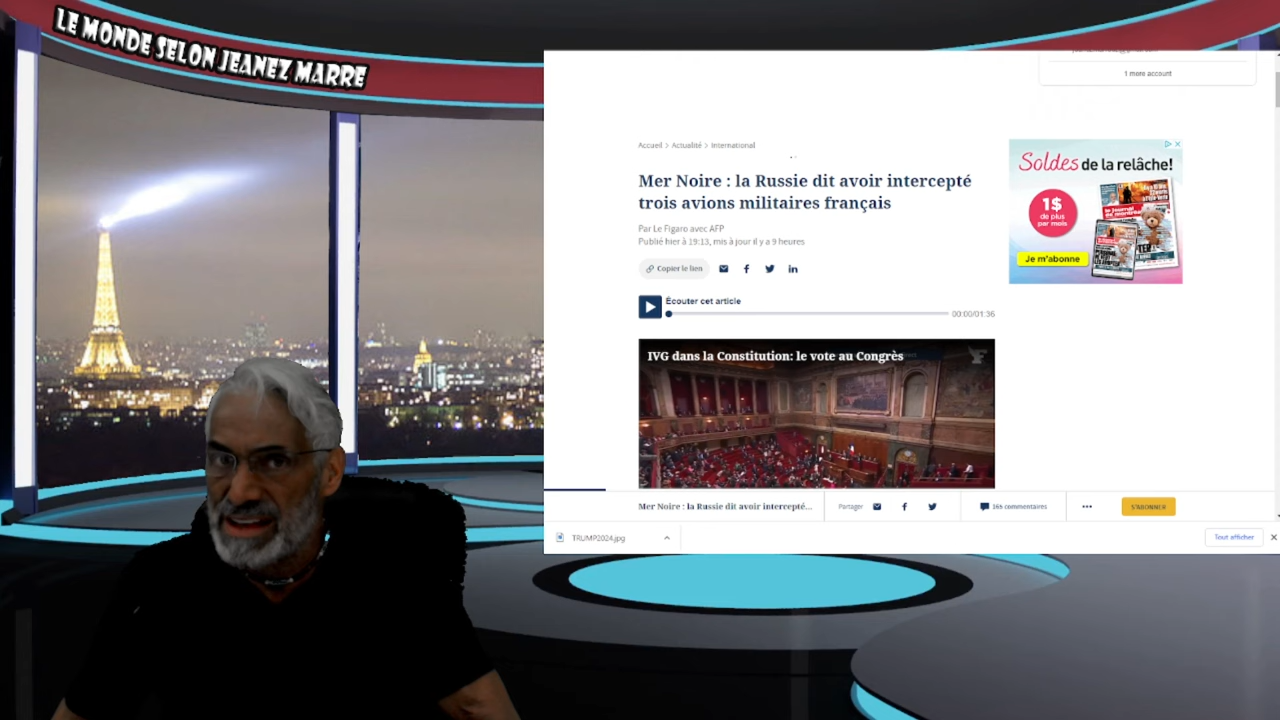 LE MONDE SELON JEANEZ MARRE
1 more account
Accueil > Actualité > International
Mer Noire : la Russie dit avoir intercepté
trois avions militaires français
Par Le Figaro avec AFP
Publié hier à 19:13, mis à jour il y a 9 heures
Copier le lien
Écouter cet article
00:00/01:36
IVG dans la Constitution: le vote au Congrès
Soldes de la relâche!
1$
de plus
par mois
Je m'abonne
Mer Noire : la Russie dit avoir intercepté...
Partager
165 commentaires
S'ABONNER
TRUMP2024.jpg
Tout afficher